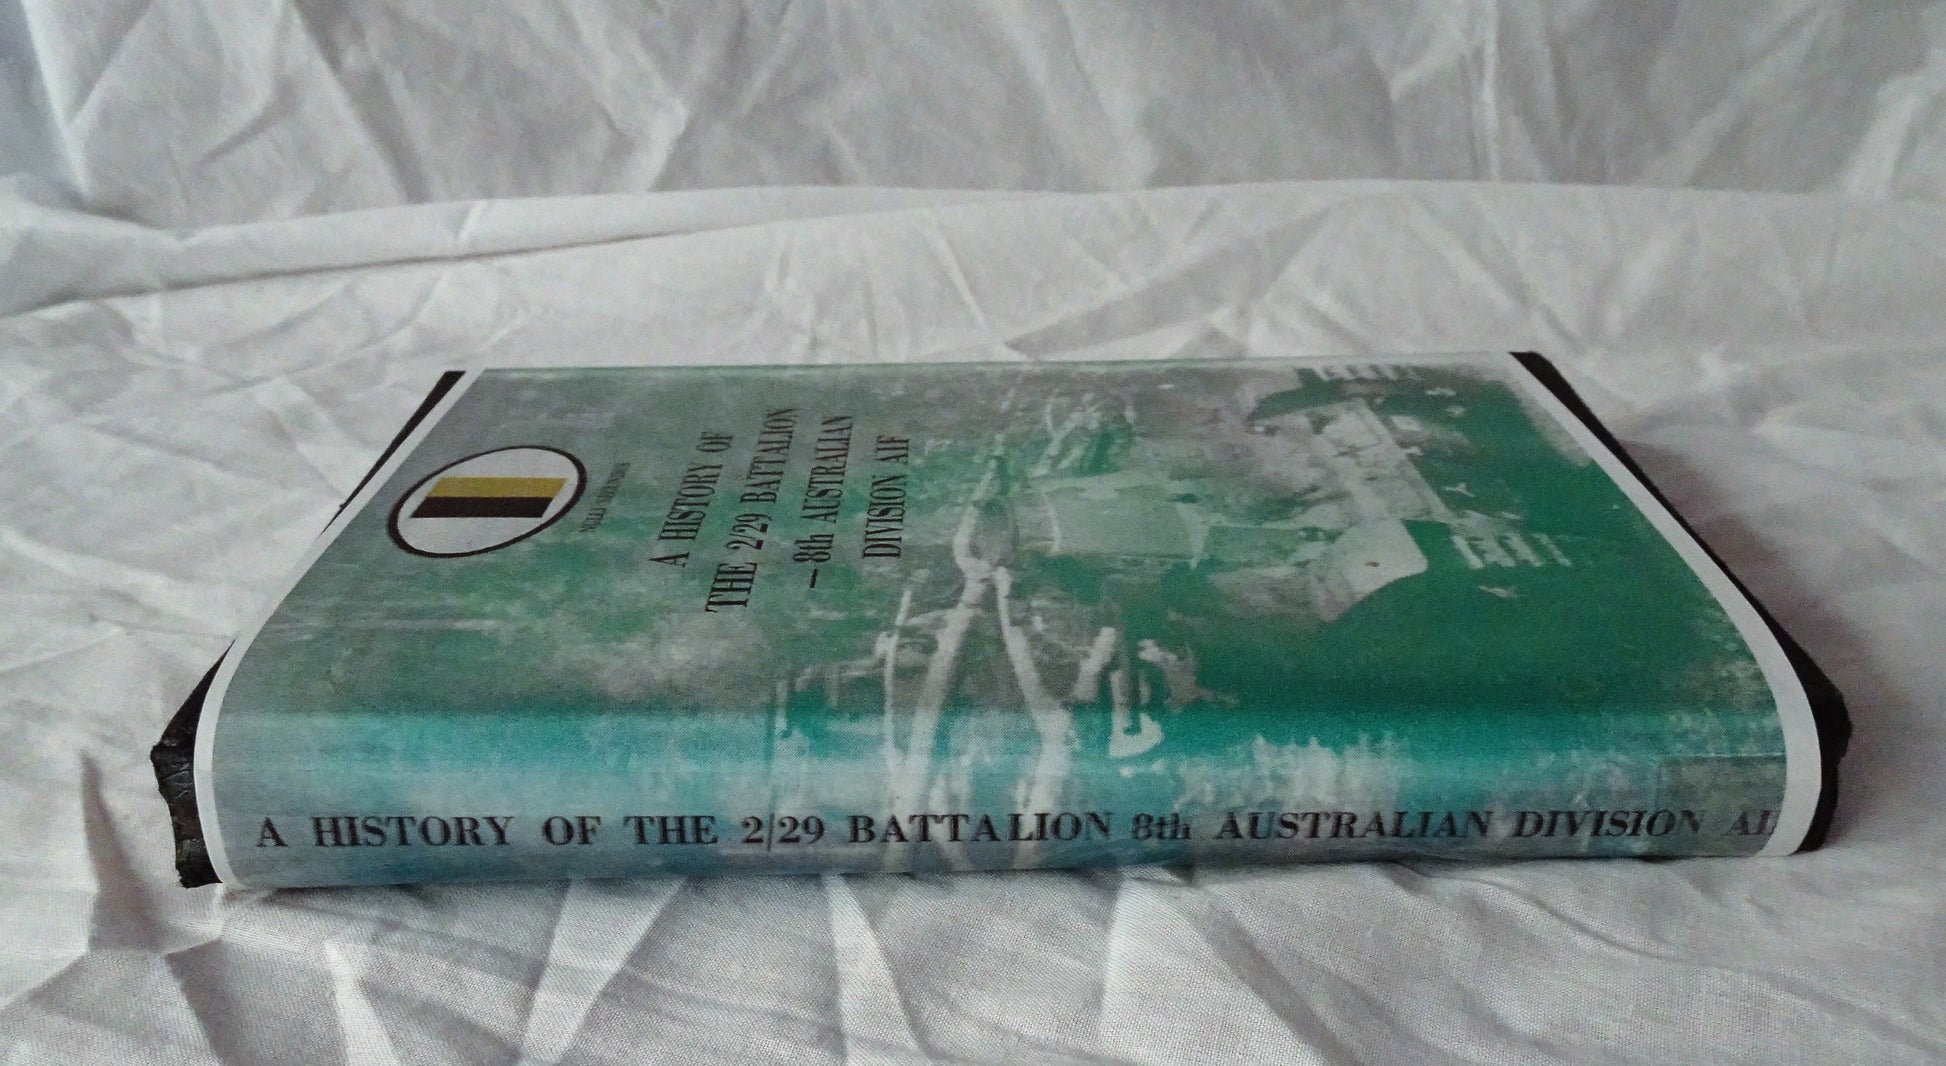 A HISTORY OF
THE 2/29 BATTALION
– 8th AUSTRALIAN
DIVISION AIF
A HISTORY OF THE 2/29 BATTALION 8th AUSTRALIAN DIVISION